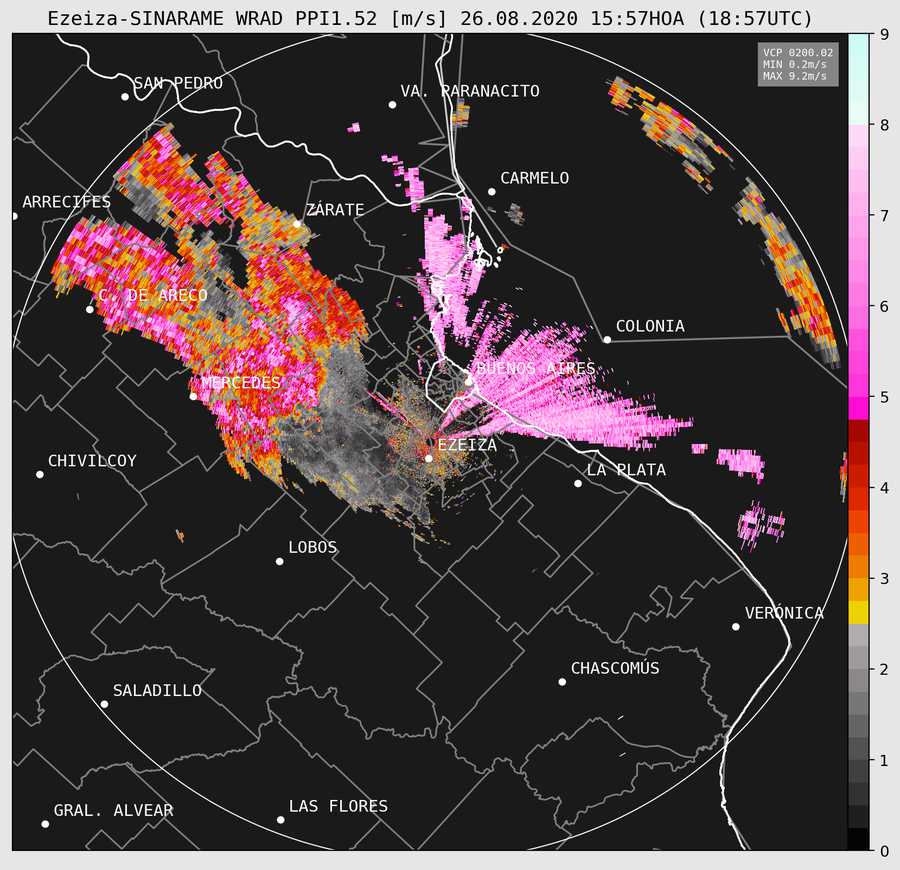 Ezeiza-SINARAME WRAD PPI1.52 [m/s] 26.08.2020 15:57HOA (18:57UTC)
VCP 0200.02
MIN 0.2m/s
MAX 9.2m/s
SAN PEDRO
VA. PARANACITO
CARMELO
ARRECIFES
ZÁRATE
C. DE ARECO
COLONIA
BUENOS AIRES
MERCEDES
EZEIZA
CHIVILCOY
LA PLATA
LOBOS
VERÓNICA
CHASCOMÚS
SALADILLO
GRAL. ALVEAR
LAS FLORES
9
8
7
6
5
4
3
2
1
0